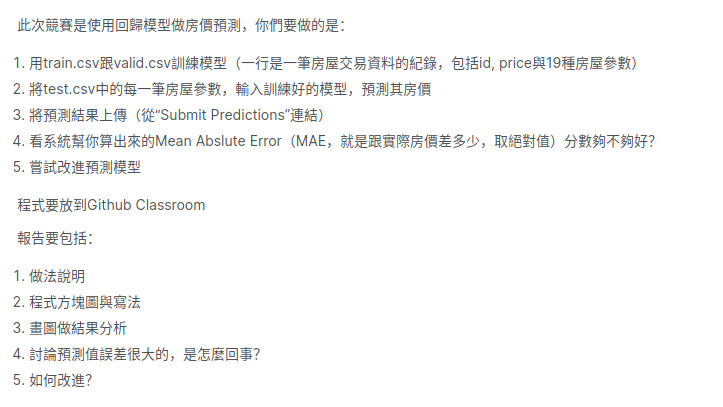 此次競賽是使用回歸模型做房價預測，你們要做的是：
1. 用train.csv跟valid.csv訓練模型（一行是一筆房屋交易資料的紀錄，包括id, price與19種房屋參數）
2. 將test.csv中的每一筆房屋參數，輸入訓練好的模型，預測其房價
3. 將預測結果上傳（從“Submit Predictions”連結）
4. 看系統幫你算出來的Mean Abslute Error（MAE，就是跟實際房價差多少，取絕對值）分數夠不夠好？
5. 嘗試改進預測模型
程式要放到Github Classroom
報告要包括：
1. 做法說明
2. 程式方塊圖與寫法
3. 畫圖做結果分析
4. 討論預測值誤差很大的，是怎麼回事？
5. 如何改進？